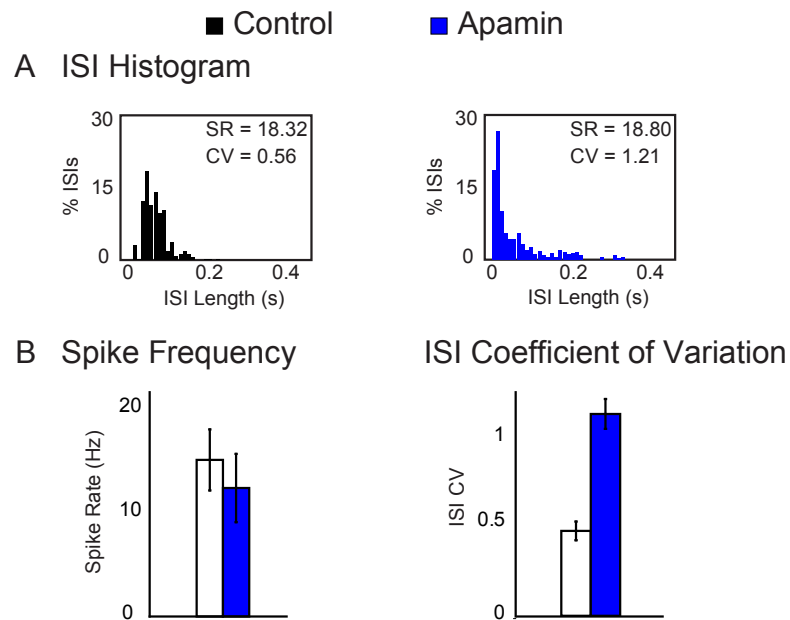 Control
Apamin
A ISI Histogram
30
15
0
% ISIs
SR = 18.32
CV = 0.56
0 0.2 0.4
ISI Length (s)
30
15
0
% ISIs
SR = 18.80
CV = 1.21
0 0.2 0.4
ISI Length (s)
B Spike Frequency
20
10
0
Spike Rate (Hz)
ISI Coefficient of Variation
1
0.5
0
ISI CV